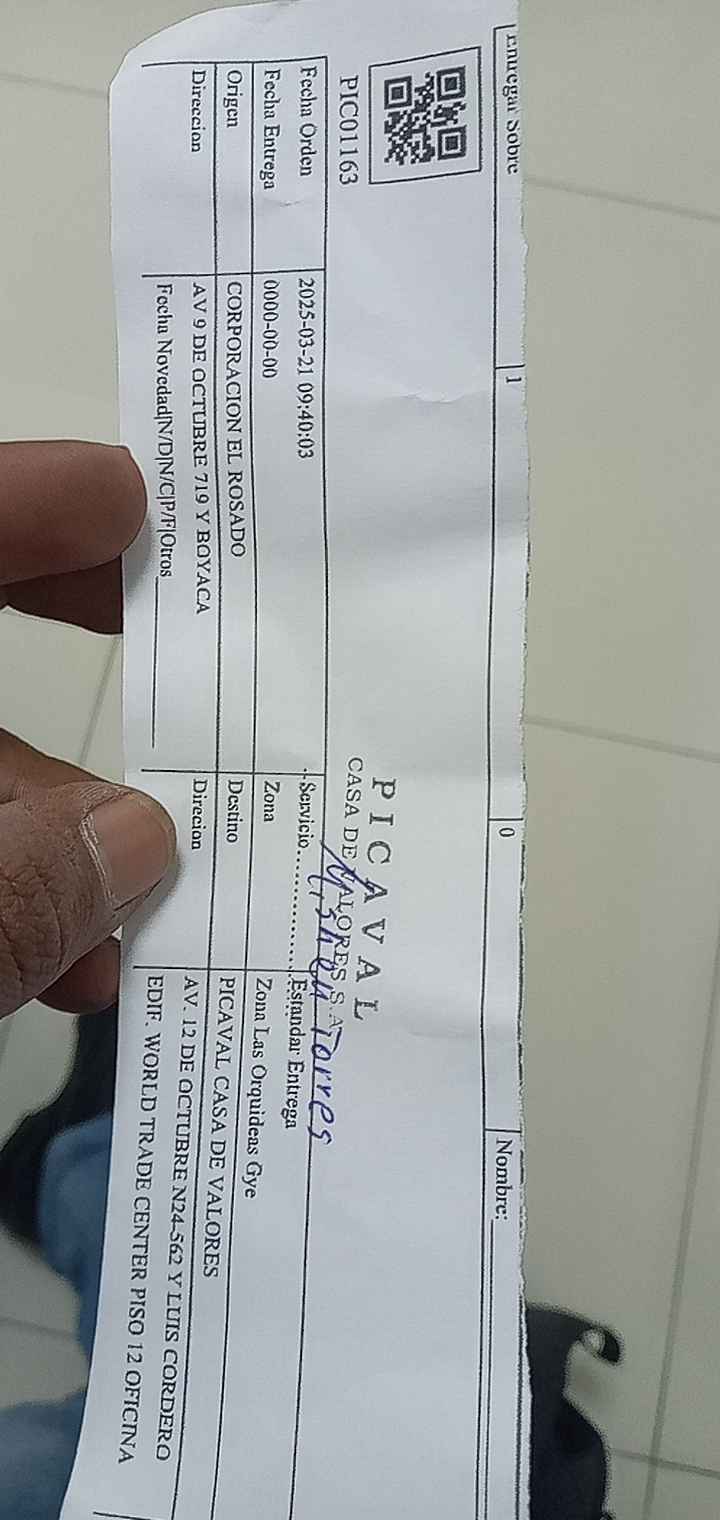 Entregar Sobre 1 0 Nombre:
PIC01163
PICAVAL
CASA DE VALORES S.A
Torres
Fecha Orden 2025-03-21 09:40:03 Servicio Estandar Entrega
Fecha Entrega 0000-00-00 Zona Zona Las Orquideas Gye
Origen CORPORACION EL ROSADO Destino PICAVAL CASA DE VALORES
Direccion AV 9 DE OCTUBRE 719 Y BOYACA Direcion AV. 12 DE OCTUBRE N24-562 Y LUIS CORDERO
EDIF. WORLD TRADE CENTER PISO 12 OFICINA
Fecha Novedad|N/D|N/C|P/F|Otros